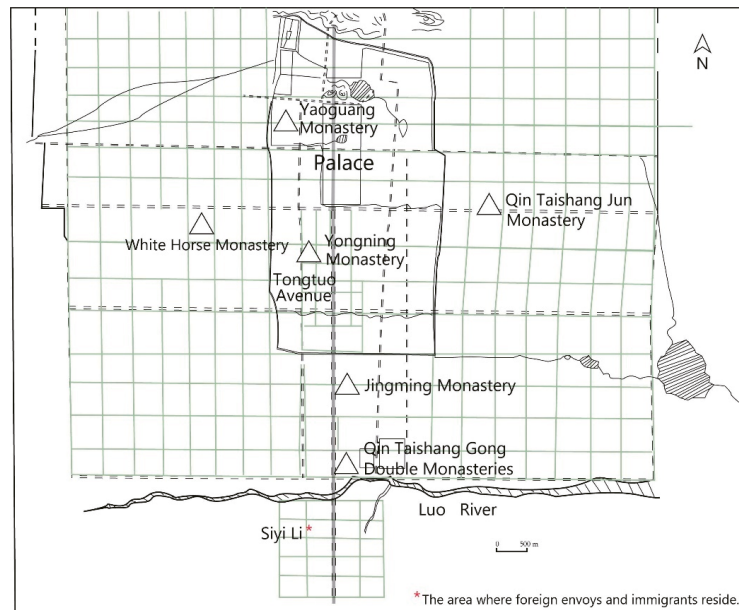 N
Yaoguang
Monastery
Palace
Qin Taishang Jun
Monastery
White Horse Monastery
Yongning
Monastery
Tongtuo
Avenue
Jingming Monastery
Qin Taishang Gong
Double Monasteries
Luo River
Siyi Li*
0 500 m
*The area where foreign envoys and immigrants reside.